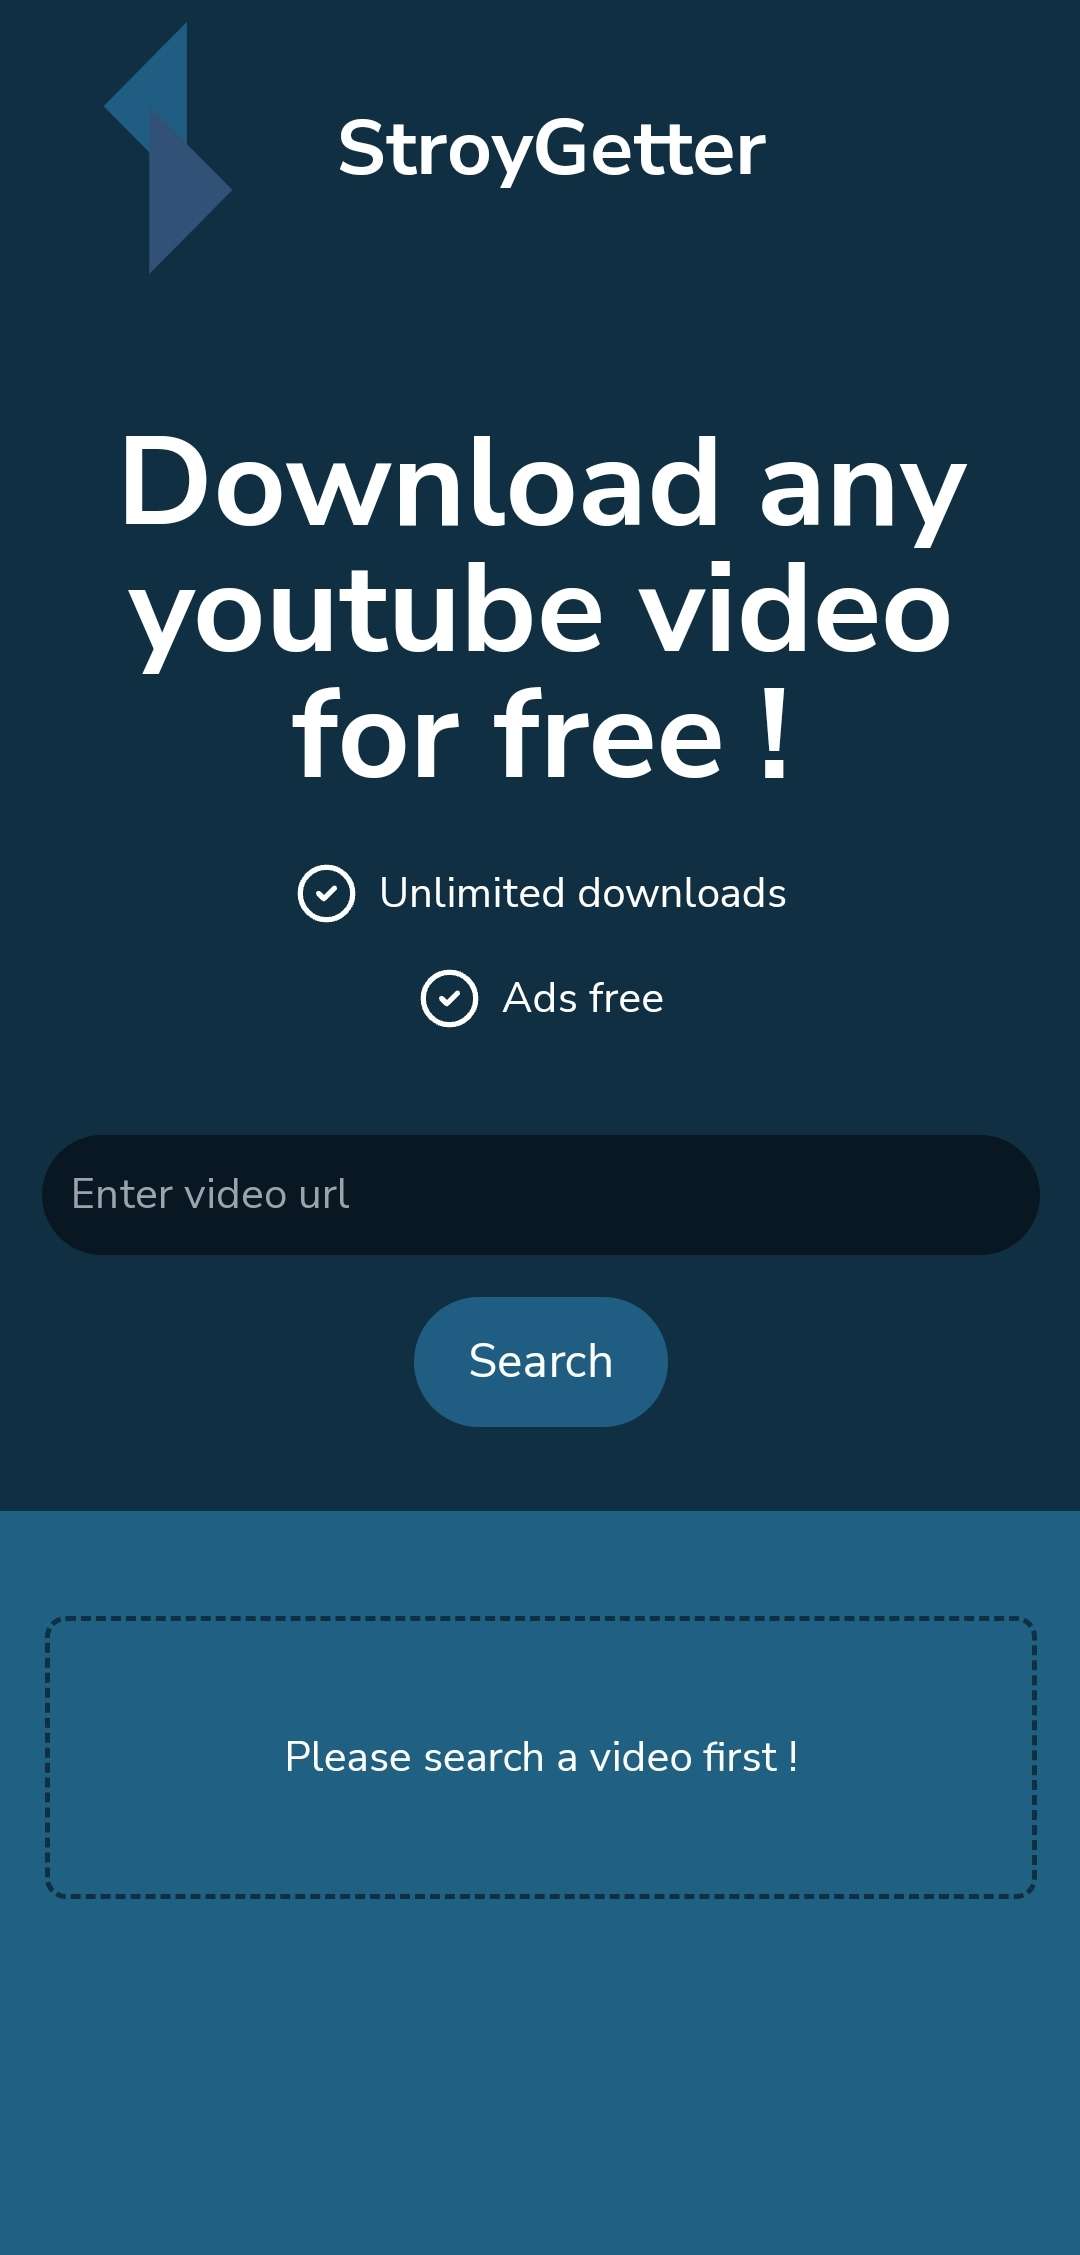 StroyGetter
Download any
youtube video
for free !
Unlimited downloads
Ads free
Enter video url
Search
Please search a video first !